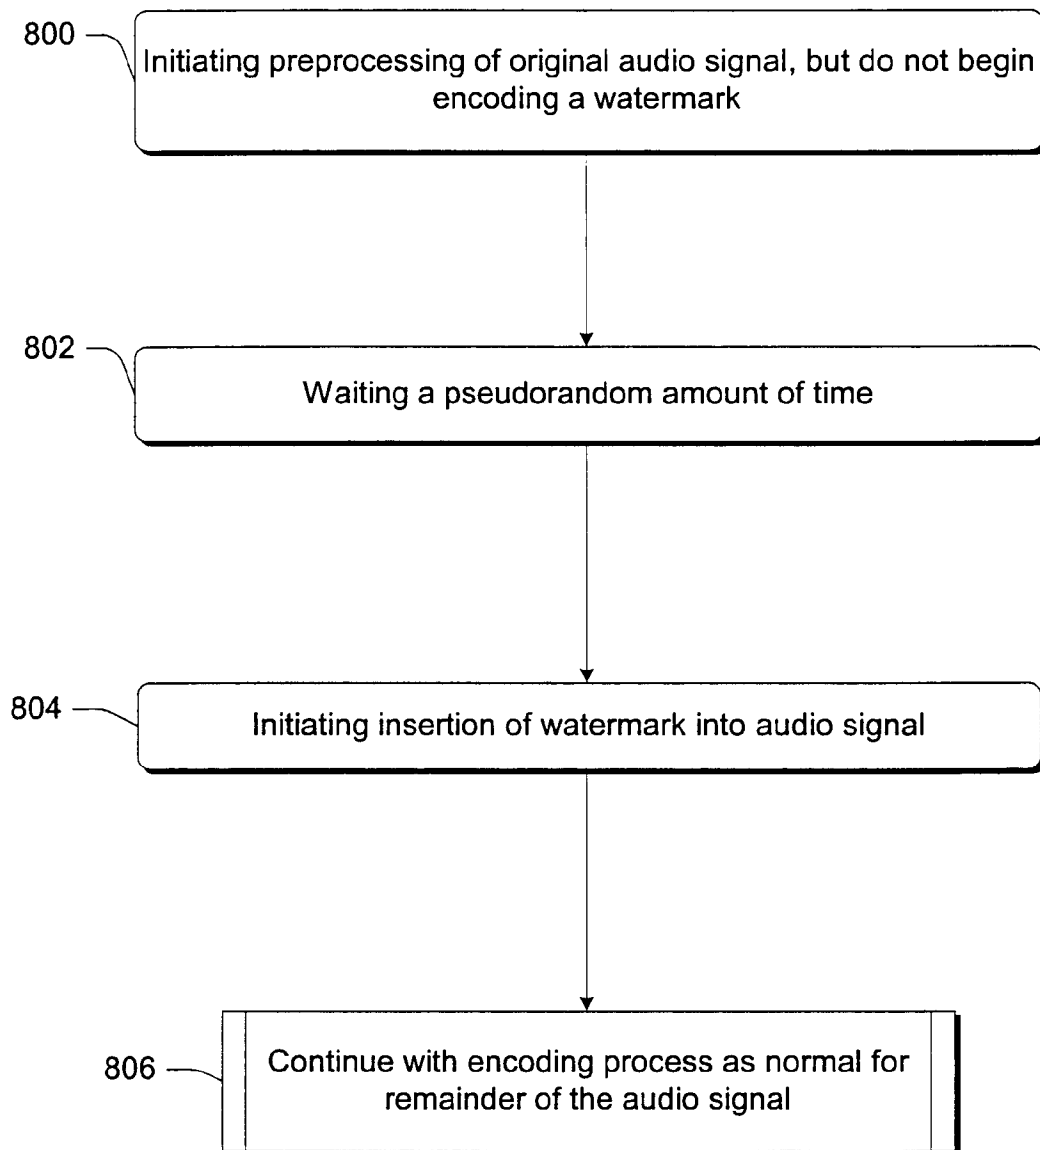 800
Initiating preprocessing of original audio signal, but do not begin
encoding a watermark
802
Waiting a pseudorandom amount of time
804
Initiating insertion of watermark into audio signal
806
Continue with encoding process as normal for
remainder of the audio signal